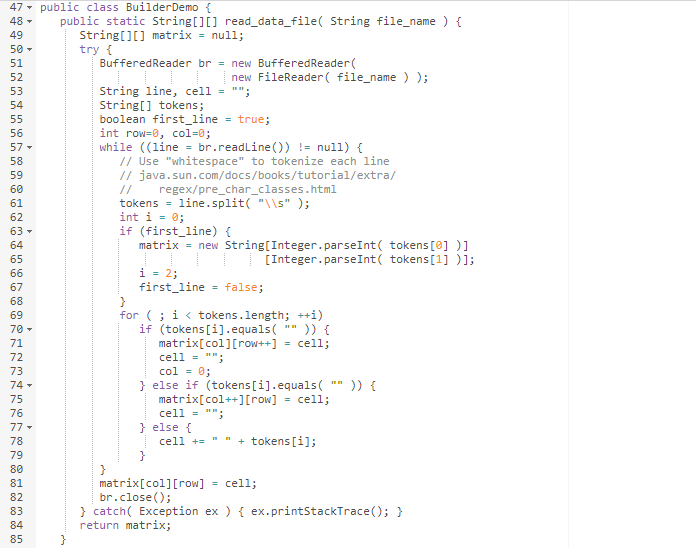 47 public class BuilderDemo {
48 public static String[][] read_data_file( String file_name ) {
49 String[][] matrix = null;
50 try {
51 BufferedReader br = new BufferedReader(
52 new FileReader( file_name ) );
53 String line, cell = "";
54 String[] tokens;
55 boolean first_line = true;
56 int row=0, col=0;
57 while ((line = br.readLine()) != null) {
58 // Use "whitespace" to tokenize each line
59 // java.sun.com/docs/books/tutorial/extra/
60 // regex/pre_char_classes.html
61 tokens = line.split( "\\s" );
62 int i = 0;
63 if (first_line) {
64 matrix = new String[Integer.parseInt( tokens[0] )]
65 [Integer.parseInt( tokens[1] )];
66 i = 2;
67 first_line = false;
68 }
69 for ( ; i < tokens.length; ++i)
70 if (tokens[i].equals( "" )) {
71 matrix[col][row++] = cell;
72 cell = "";
73 col = 0;
74 } else if (tokens[i].equals( "" )) {
75 matrix[col++][row] = cell;
76 cell = "";
77 } else {
78 cell += " " + tokens[i];
79 }
80 }
81 matrix[col][row] = cell;
82 br.close();
83 } catch( Exception ex ) { ex.printStackTrace(); }
84 return matrix;
85 }